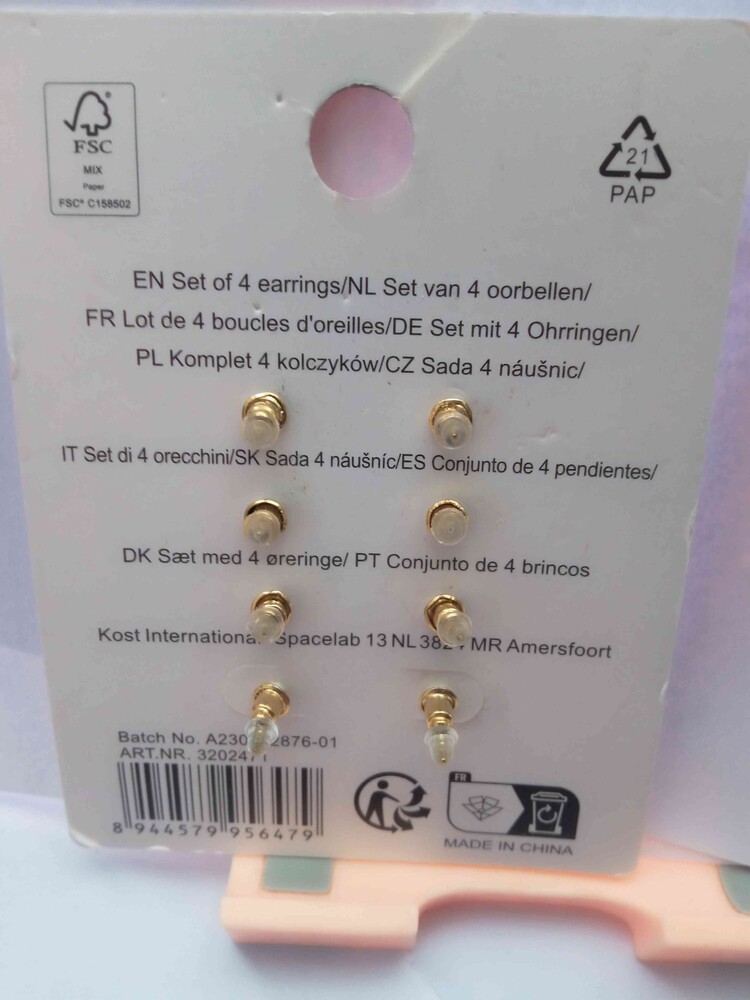 FSC
MIX
Paper
FSC® C158502
21
PAP
EN Set of 4 earrings/NL Set van 4 oorbellen/
FR Lot de 4 boucles d'oreilles/DE Set mit 4 Ohrringen/
PL Komplet 4 kolczyków/CZ Sada 4 náušnic/
IT Set di 4 orecchini/SK Sada 4 náušníc/ES Conjunto de 4 pendientes/
DK Sæt med 4 øreringe/ PT Conjunto de 4 brincos
Kost International Spacelab 13 NL MR Amersfoort
Batch No.
ART.NR.
8 944579 956479
FR
MADE IN CHINA